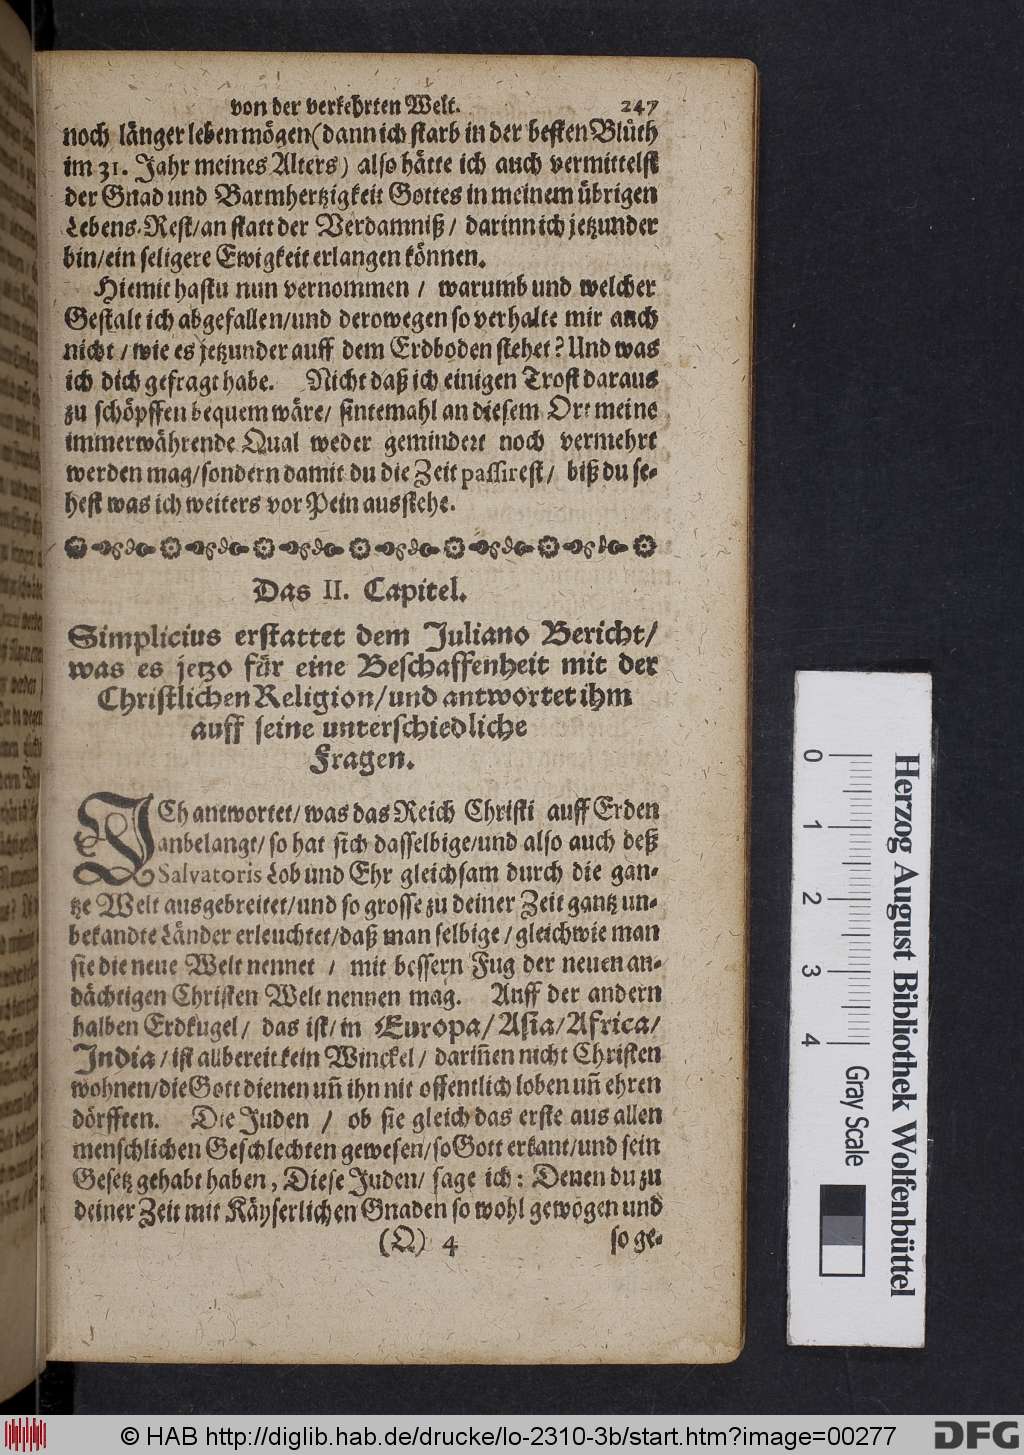 von der verkehrten Welt. 247
noch länger leben mögen (dann ich starb in der besten Blüth
im 31. Jahr meines Alters) also hätte ich auch vermittelst
der Gnad und Barmhertzigkeit Gottes in meinem übrigen
Lebens-Rest/an statt der Verdamniß/ darinn ich jetzunder
bin/ein seligere Ewigkeit erlangen können.
Hiemit hastu nun vernommen / warumb und welcher
Gestalt ich abgefallen/und derowegen so verhalte mir auch
nicht / wie es jetzunder auff dem Erdboden stehet? Und was
ich dich gefragt habe. Nicht daß ich einigen Trost daraus
zu schöpffen bequem wäre/ sintemahl an diesem Ort meine
immerwährende Qual weder gemindert noch vermehrt
werden mag/sondern damit du die Zeit passirest/ biß du se-
hest was ich weiters vor Pein ausstehe.
Das II. Capitel.
Simplicius erstattet dem Juliano Bericht/
was es jetzo für eine Beschaffenheit mit der
Christlichen Religion/und antwortet ihm
auff seine unterschiedliche
Fragen.
ICh antwortet/was das Reich Christi auff Erden
anbelangt/ so hat sich dasselbige/und also auch deß
Salvatoris Lob und Ehr gleichsam durch die gan-
tze Welt ausgebreitet/und so grosse zu deiner Zeit gantz un-
bekandte Länder erleuchtet/daß man selbige/gleichwie man
sie die neue Welt nennet / mit bessern Fug der neuen an-
dächtigen Christen Welt nennen mag. Auff der andern
halben Erdkugel/ das ist/in Europa/Asia/Africa/
India/ist allbereit kein Winckel/ dariñen nicht Christen
wohnen/die Gott dienen uñ ihn nit offentlich loben uñ ehren
dörfften. Die Juden / ob sie gleich das erste aus allen
menschlichen Geschlechten gewesen/so Gott erkant/und sein
Gesetz gehabt haben, Diese Juden/ sage ich: Denen du zu
deiner Zeit mit Käyserlichen Gnaden so wohl gewogen und
(Q) 4 so ge-
0 1 2 3 4
Gray Scale
Herzog August Bibliothek Wolfenbüttel
© HAB http://diglib.hab.de/drucke/lo-2310-3b/start.htm?image=00277
DFG